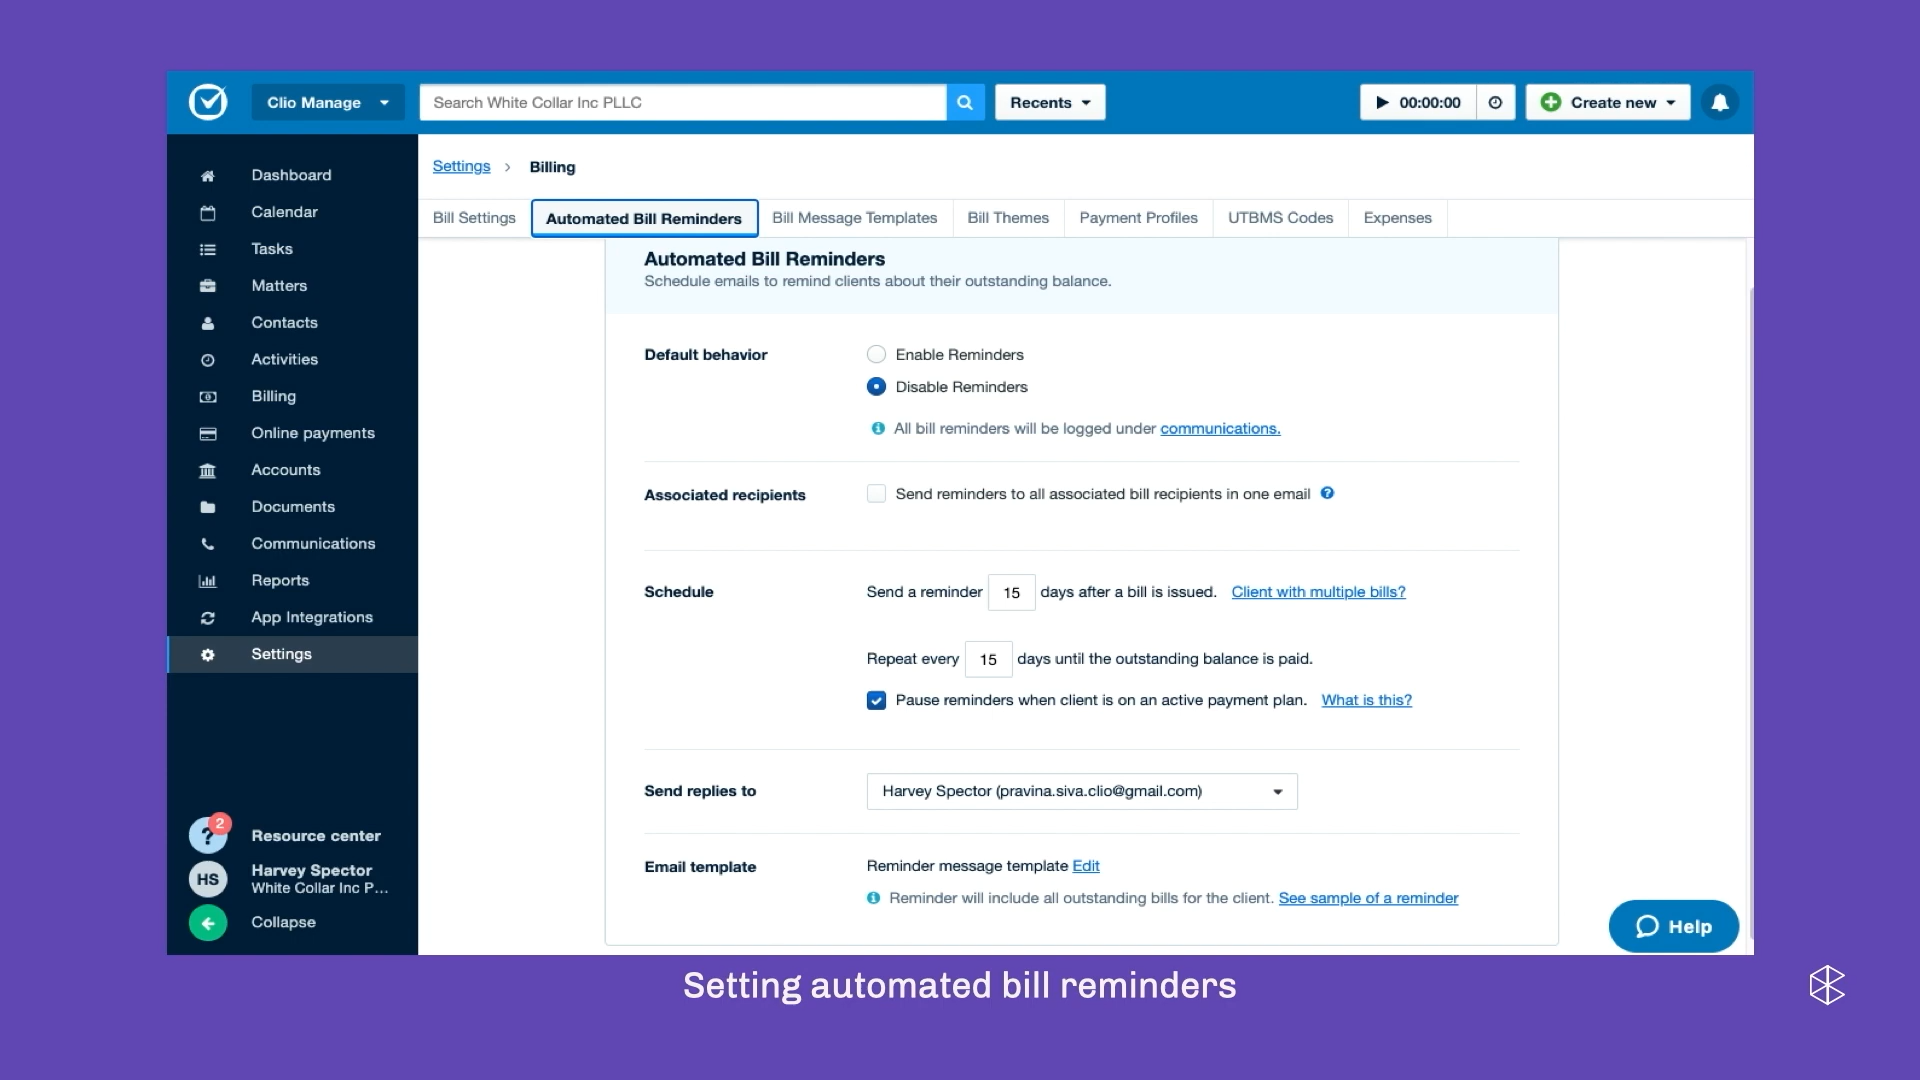 Clio Manage
Search White Collar Inc PLLC
Recents
00:00:00
Create new
Dashboard
Calendar
Tasks
Matters
Contacts
Activities
Billing
Online payments
Accounts
Documents
Communications
Reports
App Integrations
Settings
2
?
Resource center
HS
Harvey Spector
White Collar Inc P...
Collapse
Settings > Billing
Bill Settings
Automated Bill Reminders
Bill Message Templates
Bill Themes
Payment Profiles
UTBMS Codes
Expenses
Automated Bill Reminders
Schedule emails to remind clients about their outstanding balance.
Default behavior
Enable Reminders
Disable Reminders
All bill reminders will be logged under communications.
Associated recipients
Send reminders to all associated bill recipients in one email
Schedule
Send a reminder 15 days after a bill is issued. Client with multiple bills?
Repeat every 15 days until the outstanding balance is paid.
Pause reminders when client is on an active payment plan. What is this?
Send replies to
Harvey Spector (pravina.siva.clio@gmail.com)
Email template
Reminder message template Edit
Reminder will include all outstanding bills for the client. See sample of a reminder
Help
Setting automated bill reminders